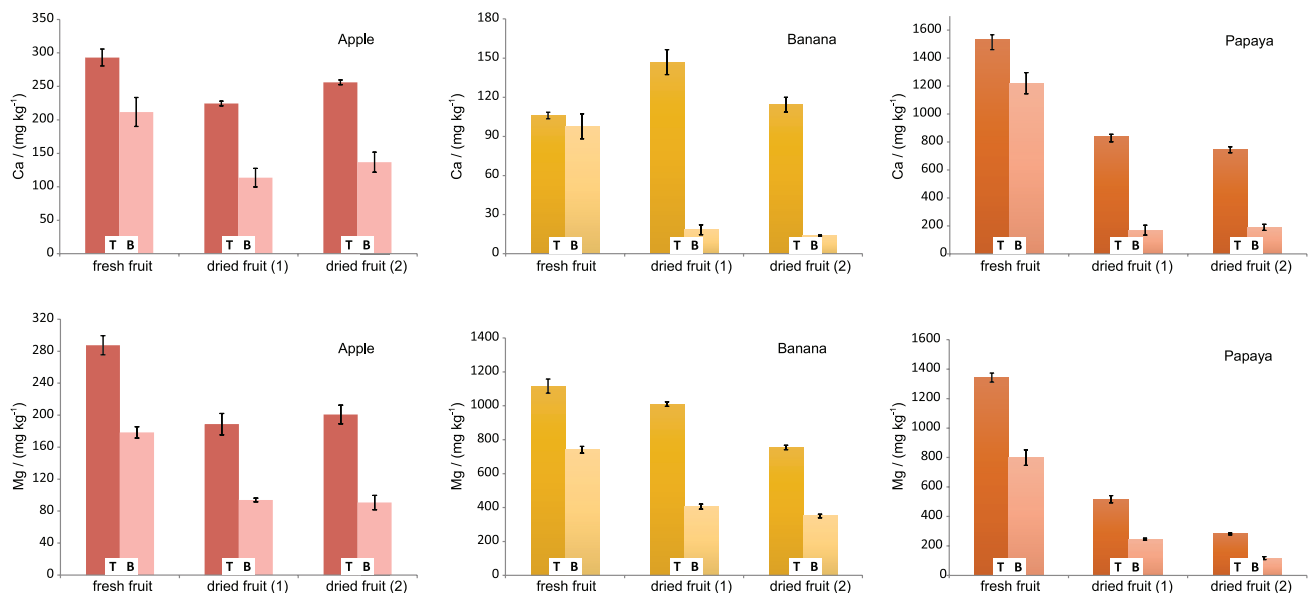 Ca / (mg kg⁻¹)
350
300
250
200
150
100
50
0
Apple
T B
T B
T B
fresh fruit
dried fruit (1)
dried fruit (2)
Ca / (mg kg⁻¹)
180
150
120
90
60
30
0
Banana
T B
T B
T B
fresh fruit
dried fruit (1)
dried fruit (2)
Ca / (mg kg⁻¹)
1600
1400
1200
1000
800
600
400
200
0
Papaya
T B
T B
T B
fresh fruit
dried fruit (1)
dried fruit (2)
Mg / (mg kg⁻¹)
320
280
240
200
160
120
80
40
0
Apple
T B
T B
T B
fresh fruit
dried fruit (1)
dried fruit (2)
Mg / (mg kg⁻¹)
1400
1200
1000
800
600
400
200
0
Banana
T B
T B
T B
fresh fruit
dried fruit (1)
dried fruit (2)
Mg / (mg kg⁻¹)
1600
1400
1200
1000
800
600
400
200
0
Papaya
T B
T B
T B
fresh fruit
dried fruit (1)
dried fruit (2)